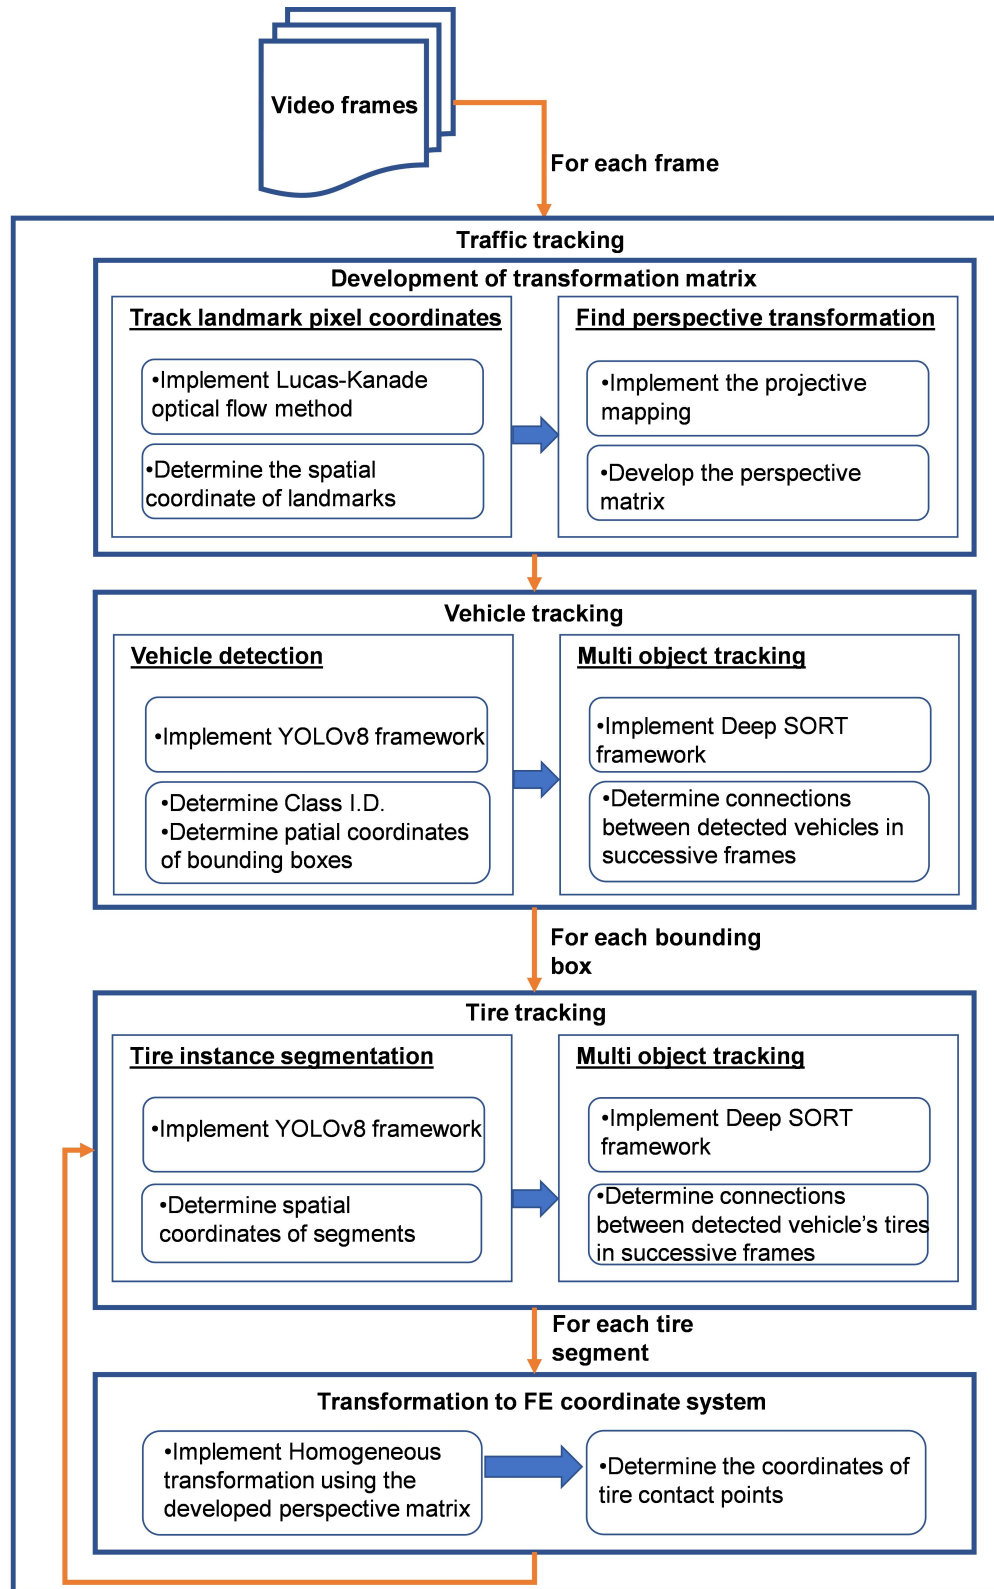 Video frames
For each frame
Traffic tracking
Development of transformation matrix
Track landmark pixel coordinates
•Implement Lucas-Kanade
optical flow method
•Determine the spatial
coordinate of landmarks
Find perspective transformation
•Implement the projective
mapping
•Develop the perspective
matrix
Vehicle tracking
Vehicle detection
•Implement YOLOv8 framework
•Determine Class I.D.
•Determine patial coordinates
of bounding boxes
Multi object tracking
•Implement Deep SORT
framework
•Determine connections
between detected vehicles in
successive frames
For each bounding
box
Tire tracking
Tire instance segmentation
•Implement YOLOv8 framework
•Determine spatial
coordinates of segments
Multi object tracking
•Implement Deep SORT
framework
•Determine connections
between detected vehicle’s tires
in successive frames
For each tire
segment
Transformation to FE coordinate system
•Implement Homogeneous
transformation using the
developed perspective matrix
•Determine the coordinates of
tire contact points